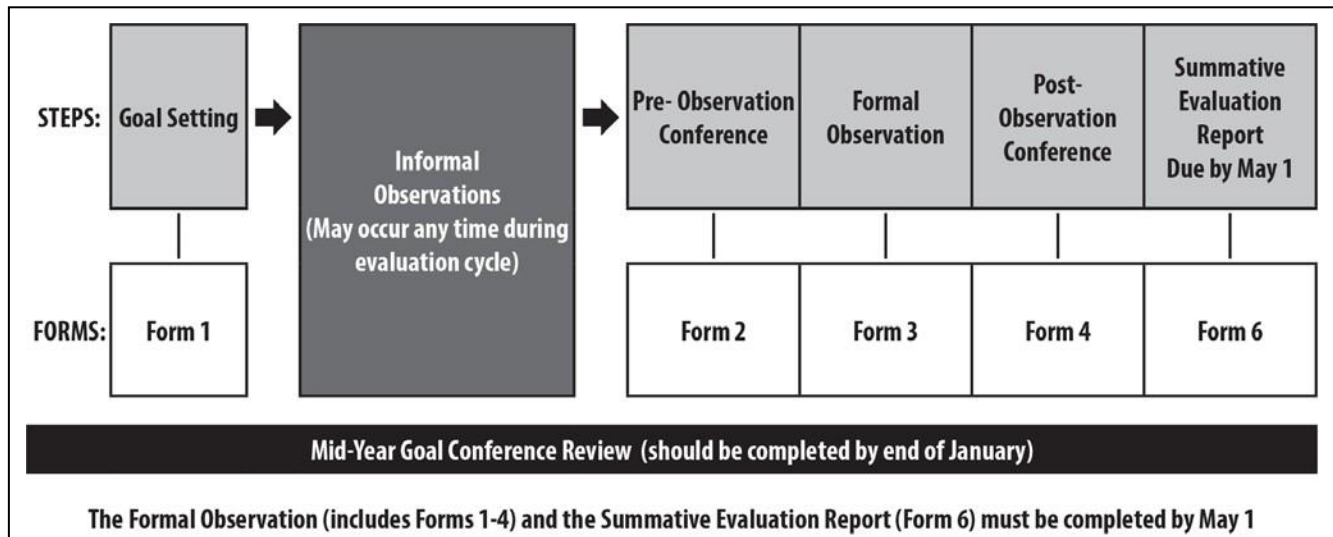 STEPS:
Goal Setting
Informal
Observations
(May occur any time during
evaluation cycle)
Pre- Observation
Conference
Formal
Observation
Post-
Observation
Conference
Summative
Evaluation
Report
Due by May 1
FORMS:
Form 1
Form 2
Form 3
Form 4
Form 6
Mid-Year Goal Conference Review (should be completed by end of January)
The Formal Observation (includes Forms 1-4) and the Summative Evaluation Report (Form 6) must be completed by May 1